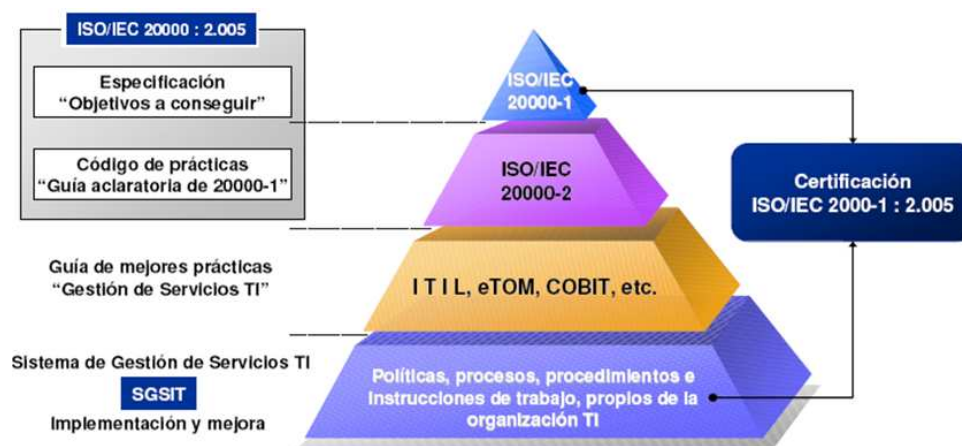 ISO/IEC 20000 : 2.005
Especificación
“Objetivos a conseguir”
Código de prácticas
“Guía aclaratoria de 20000-1”
Guía de mejores prácticas
“Gestión de Servicios TI”
Sistema de Gestión de Servicios TI
SGSIT
Implementación y mejora
ISO/IEC
20000-1
ISO/IEC
20000-2
I T I L, eTOM, COBIT, etc.
Políticas, procesos, procedimientos e
Instrucciones de trabajo, propios de la
organización TI
Certificación
ISO/IEC 2000-1 : 2.005